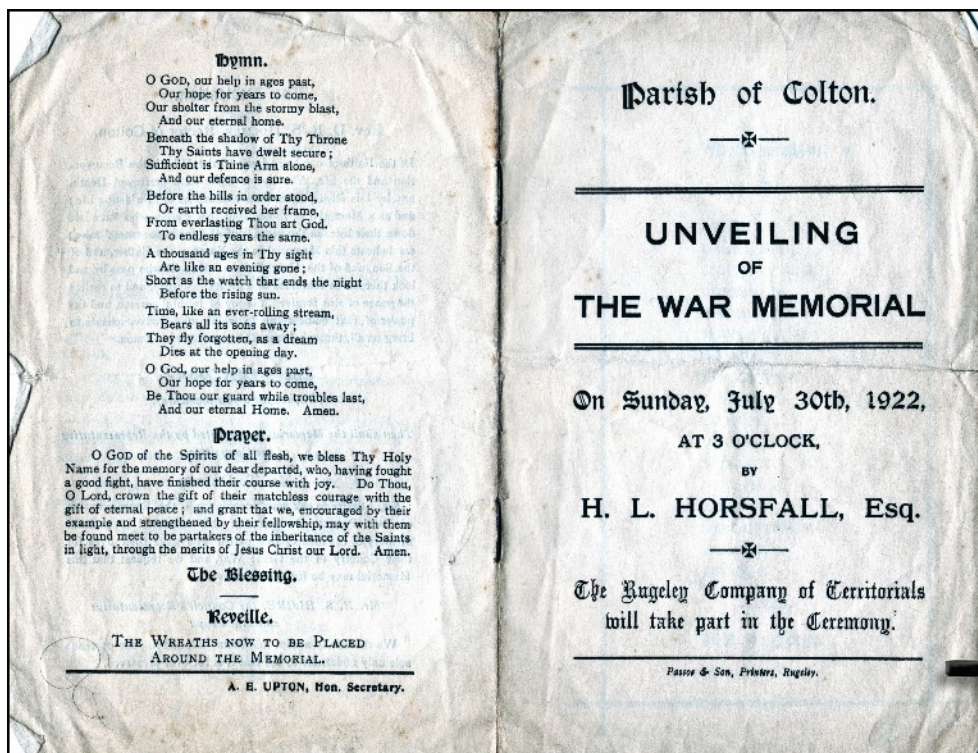 Hymn.
O GOD, our help in ages past,
Our hope for years to come,
Our shelter from the stormy blast,
And our eternal home.
Beneath the shadow of Thy Throne
Thy Saints have dwelt secure;
Sufficient is Thine Arm alone,
And our defence is sure.
Before the hills in order stood,
Or earth received her frame,
From everlasting Thou art God.
To endless years the same.
A thousand ages in Thy sight
Are like an evening gone;
Short as the watch that ends the night
Before the rising sun.
Time, like an ever-rolling stream,
Bears all its sons away;
They fly forgotten, as a dream
Dies at the opening day.
O God, our help in ages past,
Our hope for years to come,
Be Thou our guard while troubles last,
And our eternal Home. Amen.
Prayer.
O GOD of the Spirits of all flesh, we bless Thy Holy
Name for the memory of our dear departed, who, having fought
a good fight, have finished their course with joy. Do Thou,
O Lord, crown the gift of their matchless courage with the
gift of eternal peace; and grant that we, encouraged by their
example and strengthened by their fellowship, may with them
be found meet to be partakers of the inheritance of the Saints
in light, through the merits of Jesus Christ our Lord. Amen.
The Blessing.
Reveille.
THE WREATHS NOW TO BE PLACED
AROUND THE MEMORIAL.
A. E. UPTON, Hon. Secretary.
Parish of Colton.
UNVEILING
OF
THE WAR MEMORIAL
On Sunday, July 30th, 1922,
AT 3 O'CLOCK,
BY
H. L. HORSFALL, Esq.
The Rugeley Company of Territorials
will take part in the Ceremony.
Pascoe & Son, Printers, Rugeley.